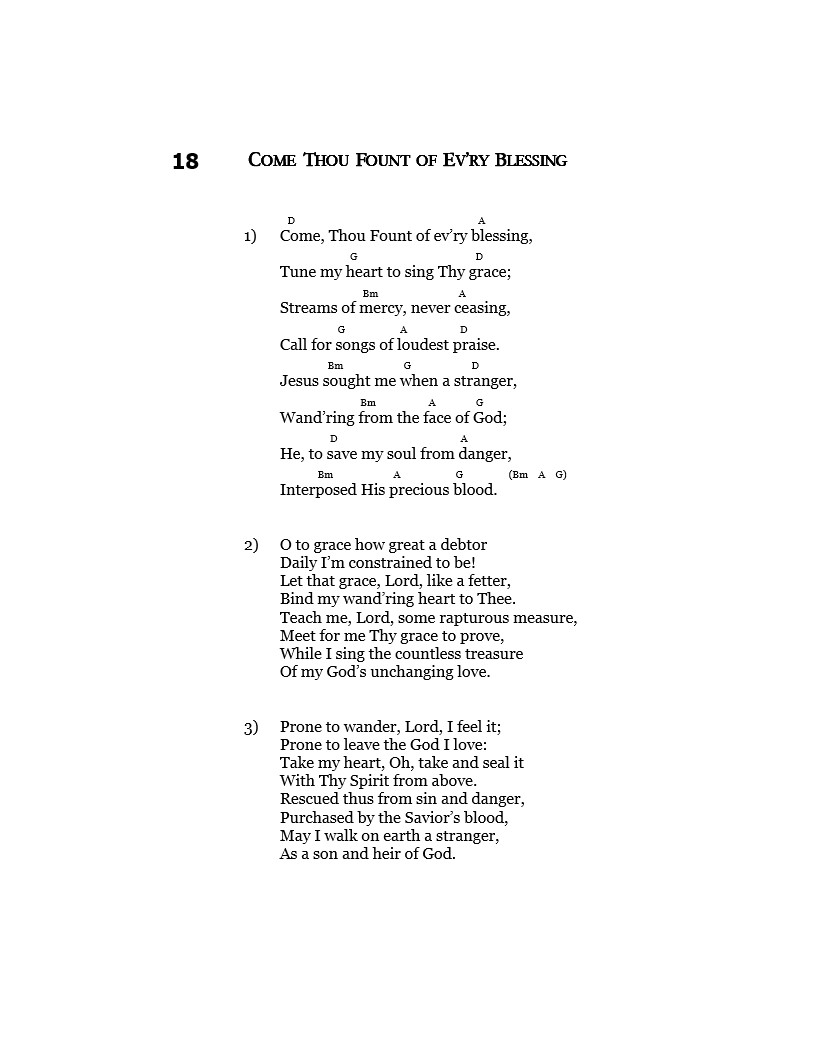 18 Come Thou Fount of Ev’ry Blessing
D A
1) Come, Thou Fount of ev’ry blessing,
G D
Tune my heart to sing Thy grace;
Bm A
Streams of mercy, never ceasing,
G A D
Call for songs of loudest praise.
Bm G D
Jesus sought me when a stranger,
Bm A G
Wand’ring from the face of God;
D A
He, to save my soul from danger,
Bm A G (Bm A G)
Interposed His precious blood.
2) O to grace how great a debtor
Daily I’m constrained to be!
Let that grace, Lord, like a fetter,
Bind my wand’ring heart to Thee.
Teach me, Lord, some rapturous measure,
Meet for me Thy grace to prove,
While I sing the countless treasure
Of my God’s unchanging love.
3) Prone to wander, Lord, I feel it;
Prone to leave the God I love:
Take my heart, Oh, take and seal it
With Thy Spirit from above.
Rescued thus from sin and danger,
Purchased by the Savior’s blood,
May I walk on earth a stranger,
As a son and heir of God.